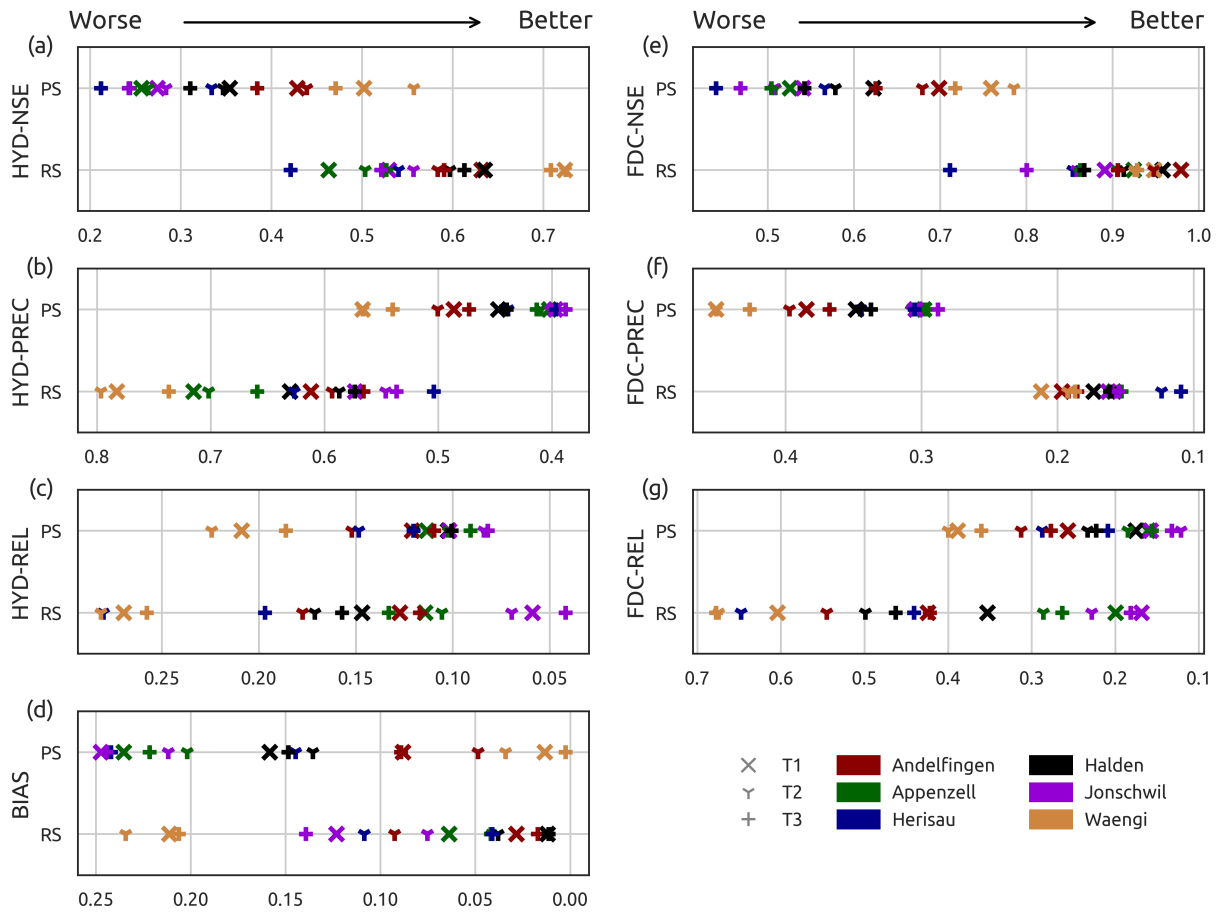 Worse Better
Worse Better
(a)
HYD-NSE
PS
RS
0.2 0.3 0.4 0.5 0.6 0.7
(e)
FDC-NSE
PS
RS
0.5 0.6 0.7 0.8 0.9 1.0
(b)
HYD-PREC
PS
RS
0.8 0.7 0.6 0.5 0.4
(f)
FDC-PREC
PS
RS
0.4 0.3 0.2 0.1
(c)
HYD-REL
PS
RS
0.25 0.20 0.15 0.10 0.05
(g)
FDC-REL
PS
RS
0.7 0.6 0.5 0.4 0.3 0.2 0.1
(d)
BIAS
PS
RS
0.25 0.20 0.15 0.10 0.05 0.00
T1 Andelfingen Halden
T2 Appenzell Jonschwil
T3 Herisau Waengi